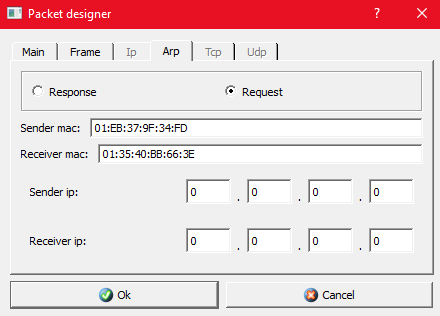 Packet designer ? ✕
Main Frame Ip Arp Tcp Udp
Response Request
Sender mac: 01:EB:37:9F:34:FD
Receiver mac: 01:35:40:BB:66:3E
Sender ip: 0 . 0 . 0 . 0
Receiver ip: 0 . 0 . 0 . 0
Ok Cancel